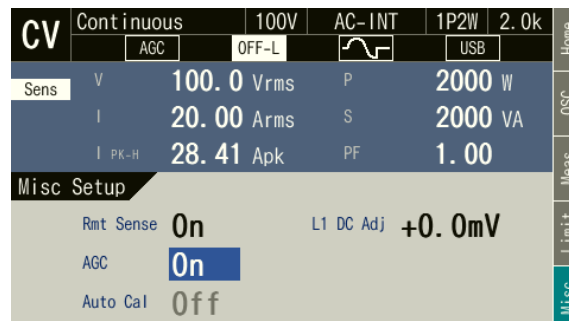 CV Continuous 100V AC-INT 1P2W 2.0k
AGC OFF-L USB
Sens V 100.0 Vrms P 2000 W
I 20.00 Arms S 2000 VA
I PK-H 28.41 Apk PF 1.00
Misc Setup
Rmt Sense On L1 DC Adj +0.0mV
AGC On
Auto Cal Off
Home
OSC
Meas
Limit
Misc